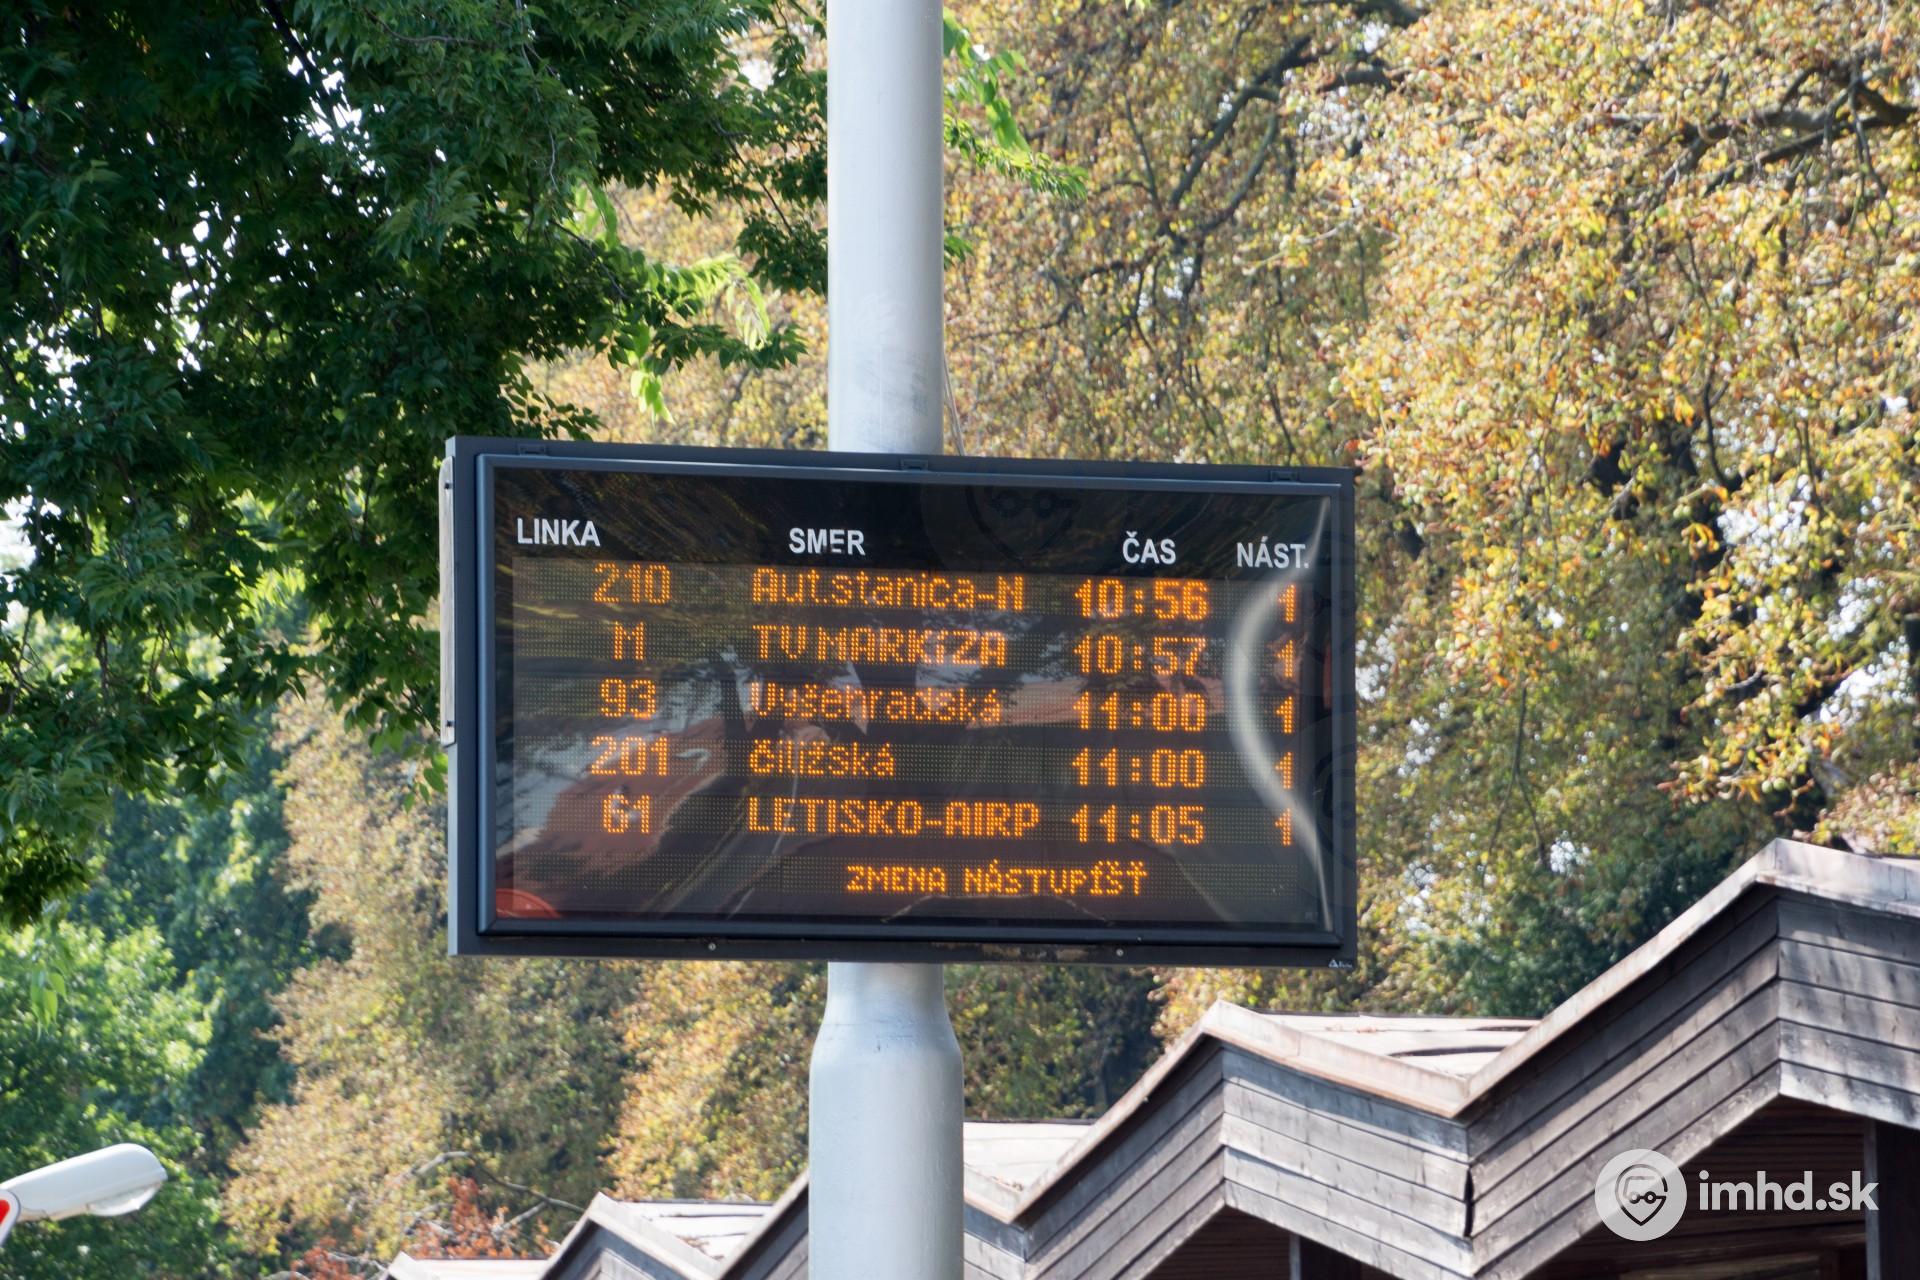 LINKA SMER ČAS NÁST.
210 Aut.stanica-N 10:56 1
M TV MARKÍZA 10:57 1
93 Vyšehradská 11:00 1
201 Čiližská 11:00 1
61 LETISKO-AIRP 11:05 1
ZMENA NÁSTUPÍŠŤ
imhd.sk